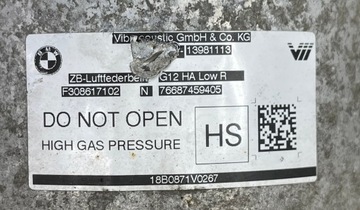 BMW
Vibracoustic GmbH & Co. KG
-13981113
ZB-Luftfederbein G12 HA Low R
F308617102 N 76687459405
DO NOT OPEN
HIGH GAS PRESSURE
HS
18B0871V0267